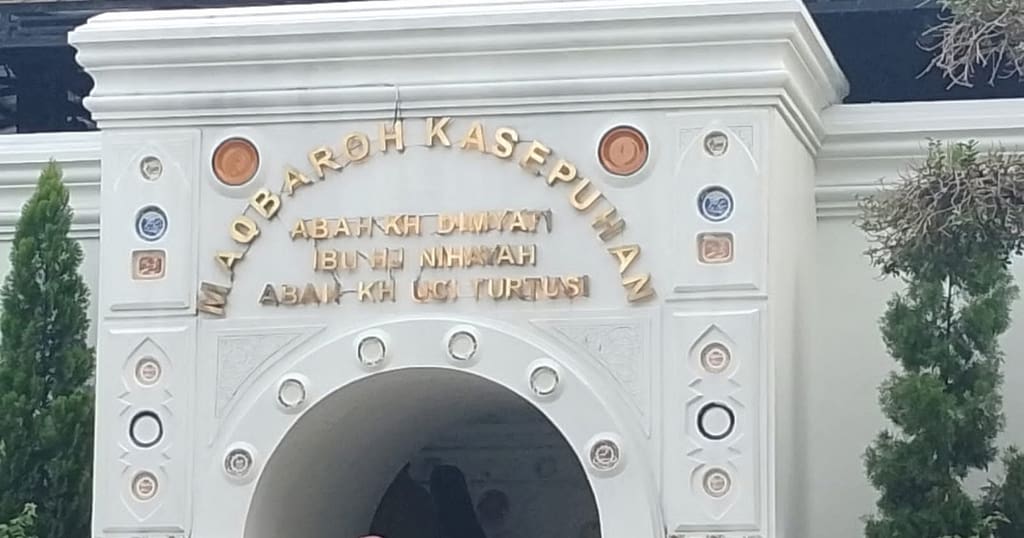 MAQBAROH KASEPUHAN
ABAH KH DIMYATI
IBU HJ NIHAYAH
ABAH KH UCI TURTUSI